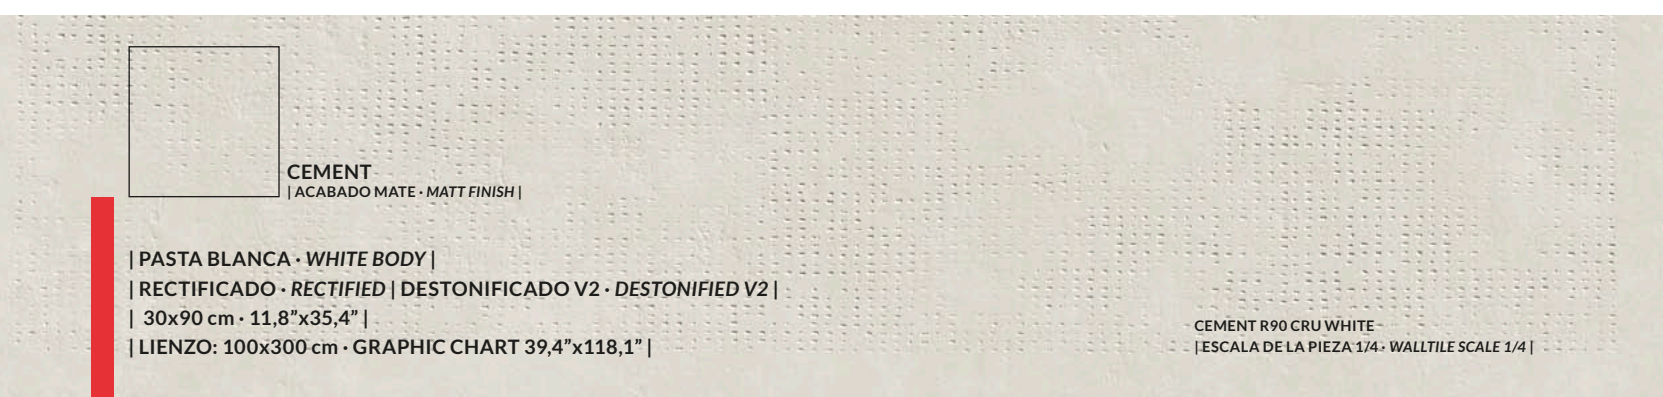 CEMENT
| ACABADO MATE · MATT FINISH |
| PASTA BLANCA · WHITE BODY |
| RECTIFICADO · RECTIFIED | DESTONIFICADO V2 · DESTONIFIED V2 |
| 30x90 cm · 11,8”x35,4” |
| LIENZO: 100x300 cm · GRAPHIC CHART 39,4”x118,1” |
CEMENT R90 CRU WHITE
| ESCALA DE LA PIEZA 1/4 · WALLTILE SCALE 1/4 |